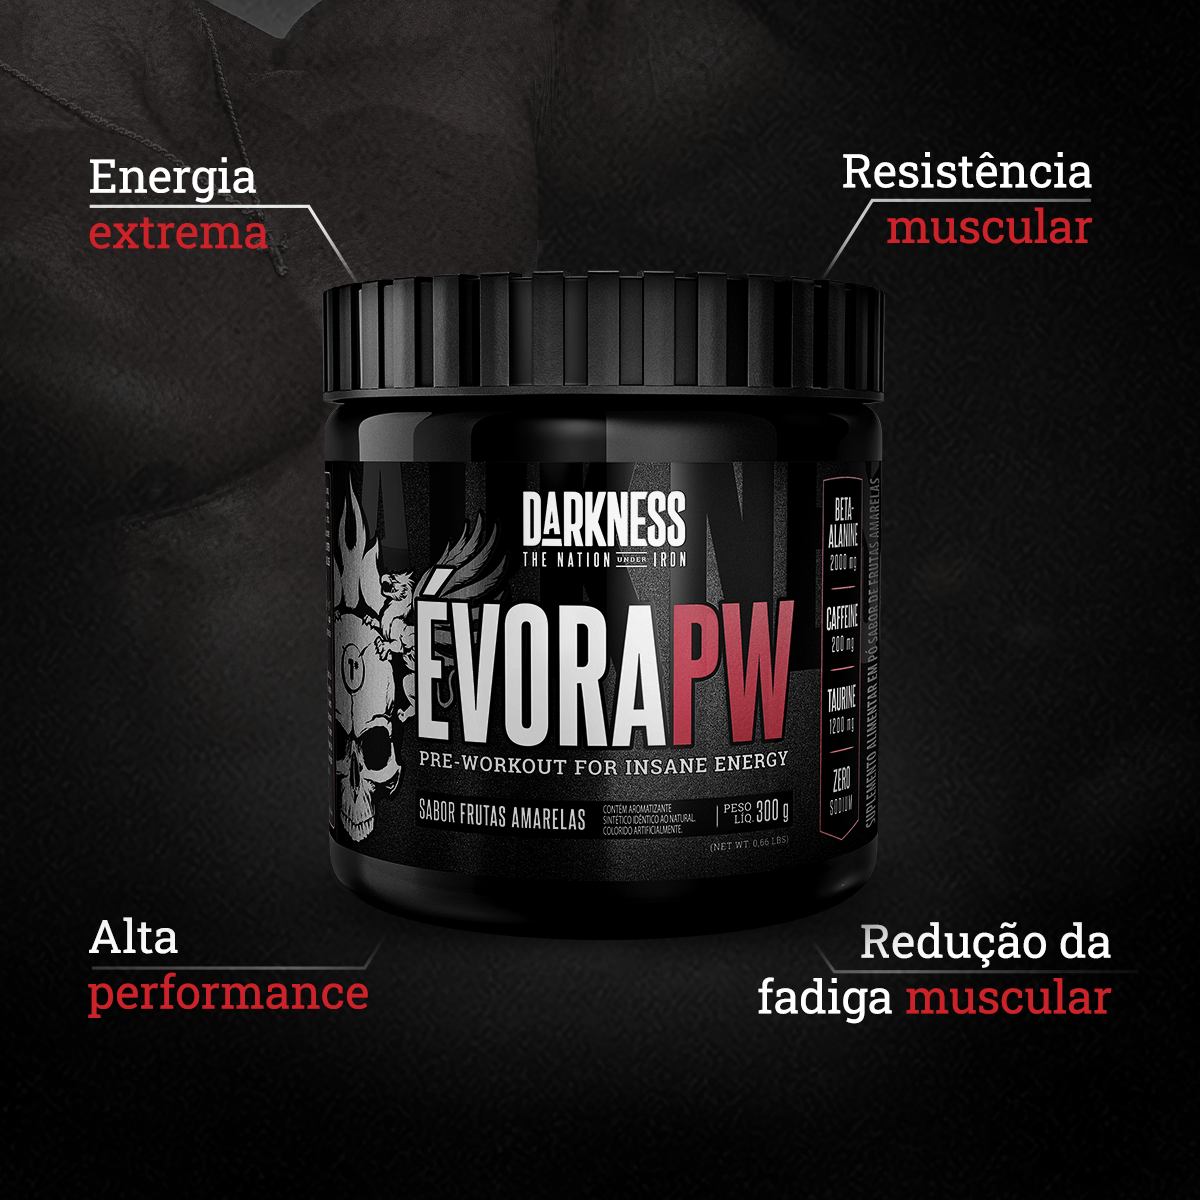 Energia
extrema
Resistência
muscular
DARKNESS
THE NATION UNDER IRON
ÉVORAPW
PRE-WORKOUT FOR INSANE ENERGY
SABOR FRUTAS AMARELAS
CONTÉM AROMATIZANTE
SINTÉTICO IDÊNTICO AO NATURAL.
COLORIDO ARTIFICIALMENTE.
PESO
LÍQ. 300 g
(NET WT. 0,66 LBS)
BETA-
ALANINE
2000 mg
CAFFEINE
200 mg
TAURINE
1200 mg
ZERO
SODIUM
SUPLEMENTO ALIMENTAR EM PÓ SABOR DE FRUTAS AMARELAS
Alta
performance
Redução da
fadiga muscular